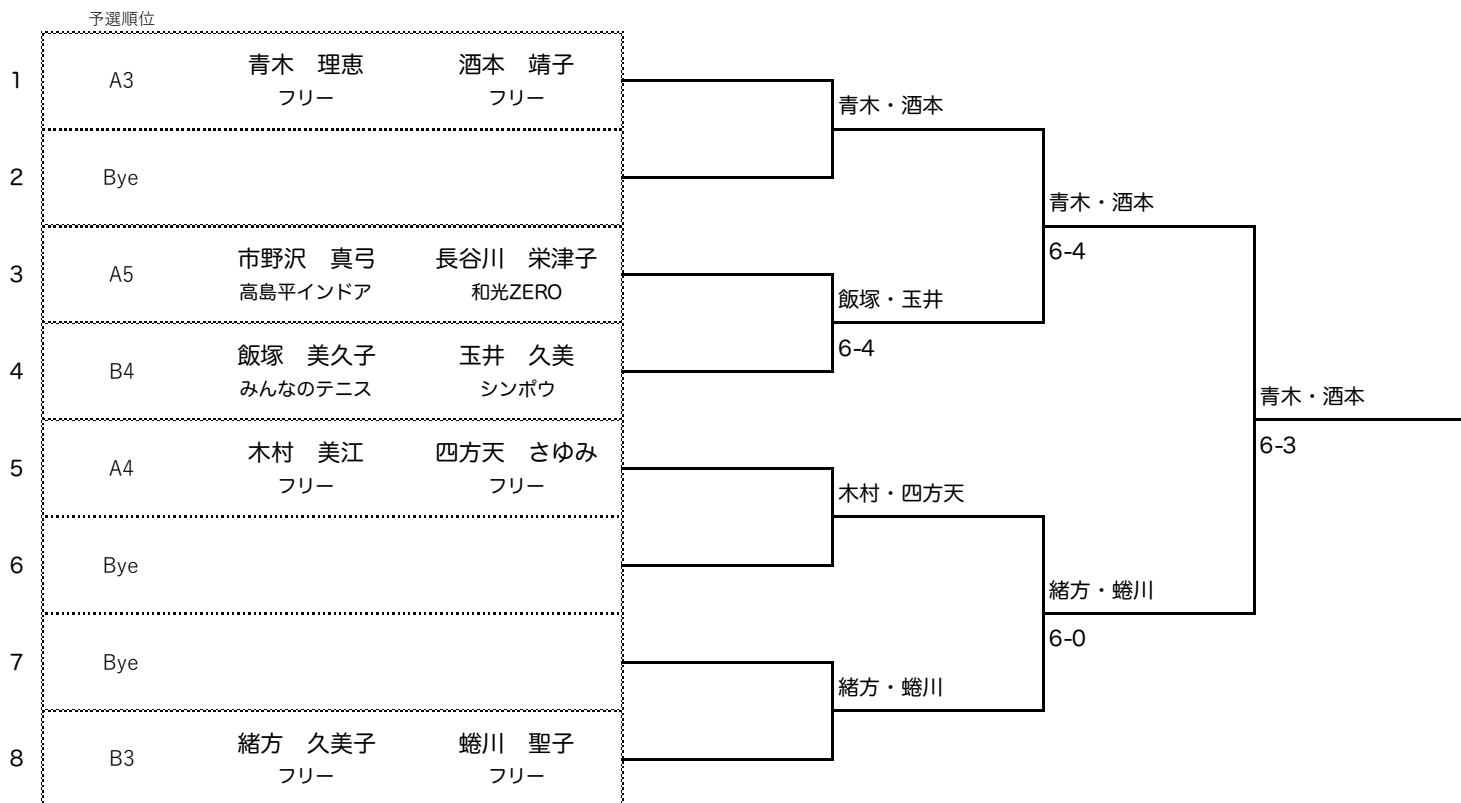 予選順位
1 A3 青木　理恵 酒本　靖子
フリー フリー
青木・酒本
2 Bye
青木・酒本
6-4
3 A5 市野沢　真弓 長谷川　栄津子
高島平インドア 和光ZERO
飯塚・玉井
6-4
4 B4 飯塚　美久子 玉井　久美
みんなのテニス シンポウ
青木・酒本
6-3
5 A4 木村　美江 四方天　さゆみ
フリー フリー
木村・四方天
6 Bye
緒方・蜷川
6-0
7 Bye
緒方・蜷川
8 B3 緒方　久美子 蜷川　聖子
フリー フリー